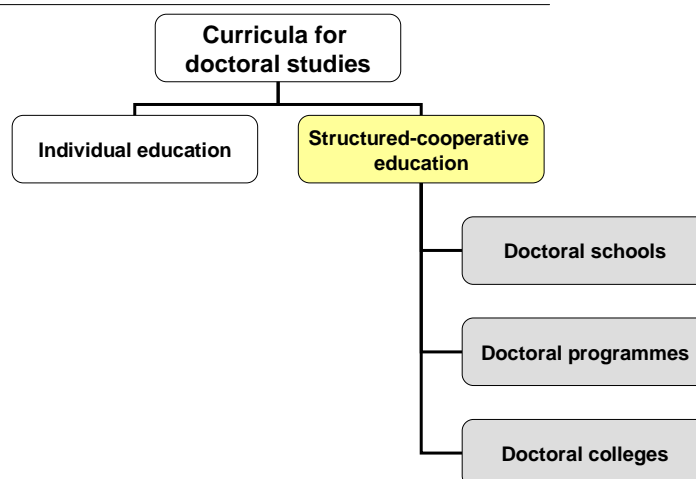 Curricula for
doctoral studies
Individual education
Structured-cooperative
education
Doctoral schools
Doctoral programmes
Doctoral colleges